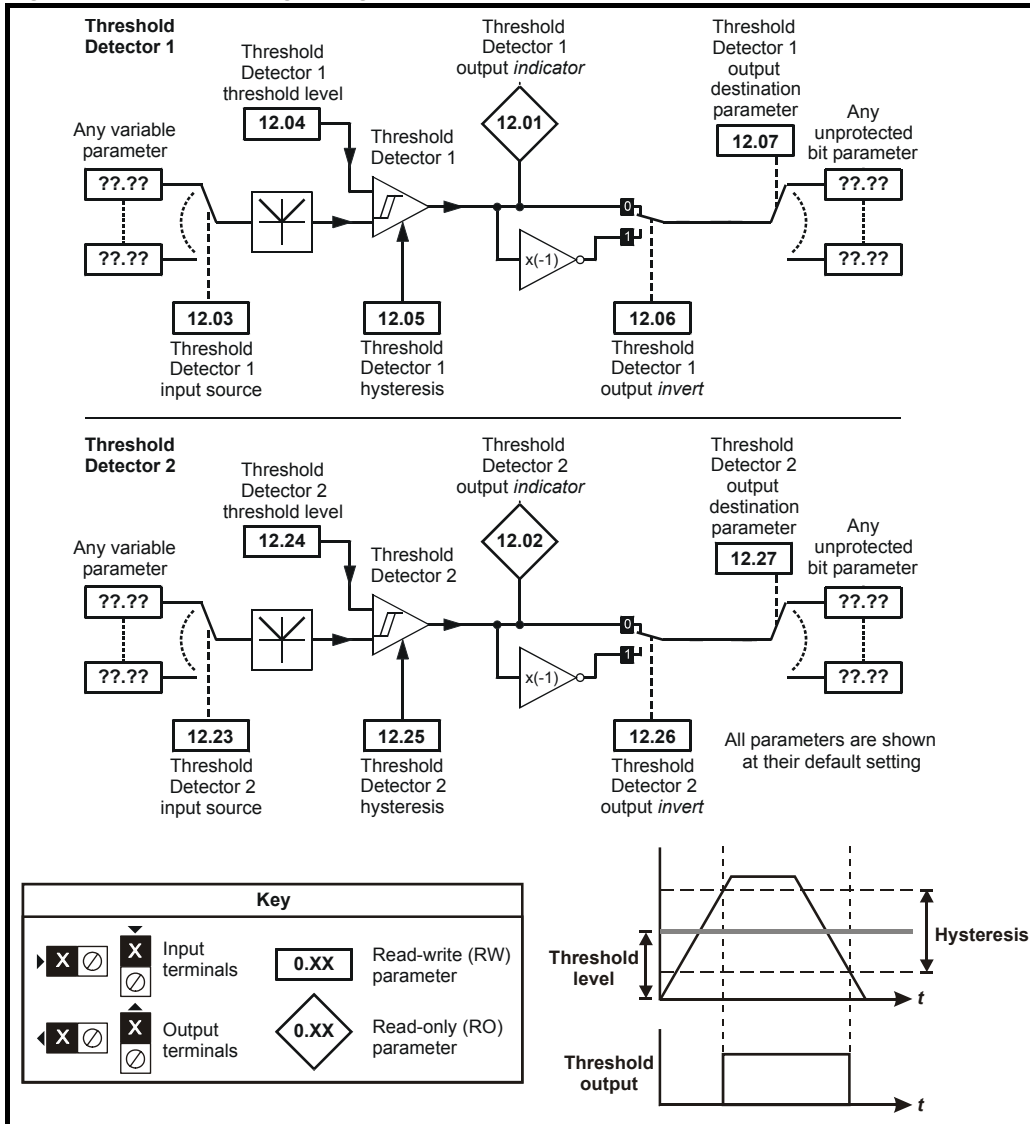 Threshold
Detector 1
Threshold
Detector 1
threshold level
12.04
Threshold
Detector 1
output indicator
12.01
Threshold
Detector 1
output
destination
parameter
12.07
Any variable
parameter
??.??
??.??
Threshold
Detector 1
Any
unprotected
bit parameter
??.??
??.??
0
1
x(-1)
12.03
Threshold
Detector 1
input source
12.05
Threshold
Detector 1
hysteresis
12.06
Threshold
Detector 1
output invert
Threshold
Detector 2
Threshold
Detector 2
threshold level
12.24
Threshold
Detector 2
output indicator
12.02
Threshold
Detector 2
output
destination
parameter
12.27
Any variable
parameter
??.??
??.??
Threshold
Detector 2
Any
unprotected
bit parameter
??.??
??.??
0
1
x(-1)
12.23
Threshold
Detector 2
input source
12.25
Threshold
Detector 2
hysteresis
12.26
Threshold
Detector 2
output invert
All parameters are shown
at their default setting
Key
X
X
Input
terminals
0.XX
Read-write (RW)
parameter
X
X
Output
terminals
0.XX
Read-only (RO)
parameter
Threshold
level
Hysteresis
t
Threshold
output
t